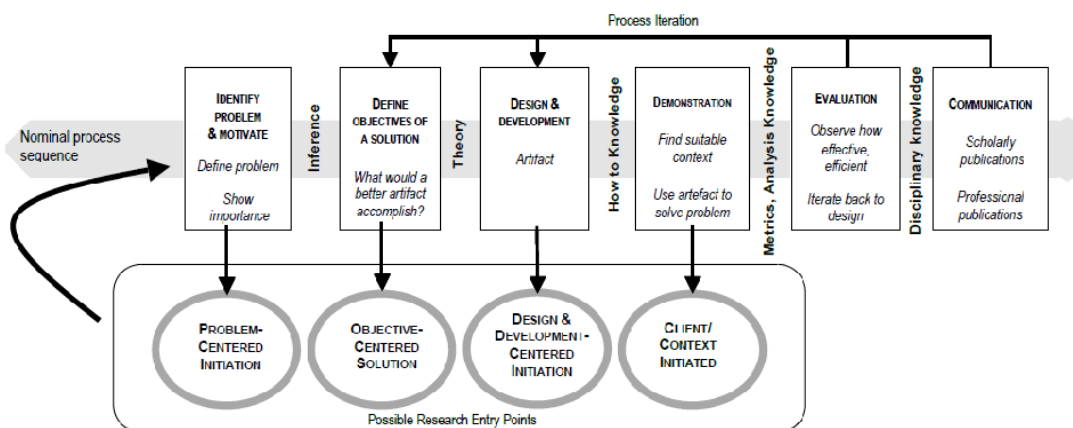 Process Iteration
Nominal process
sequence
IDENTIFY
PROBLEM
& MOTIVATE
Define problem
Show
importance
Inference
DEFINE
OBJECTIVES OF
A SOLUTION
What would a
better artifact
accomplish?
Theory
DESIGN &
DEVELOPMENT
Artifact
How to Knowledge
DEMONSTRATION
Find suitable
context
Use artefact to
solve problem
Metrics, Analysis Knowledge
EVALUATION
Observe how
effective,
efficient
Iterate back to
design
Disciplinary knowledge
COMMUNICATION
Scholarly
publications
Professional
publications
PROBLEM-
CENTERED
INITIATION
OBJECTIVE-
CENTERED
SOLUTION
DESIGN &
DEVELOPMENT-
CENTERED
INITIATION
CLIENT/
CONTEXT
INITIATED
Possible Research Entry Points